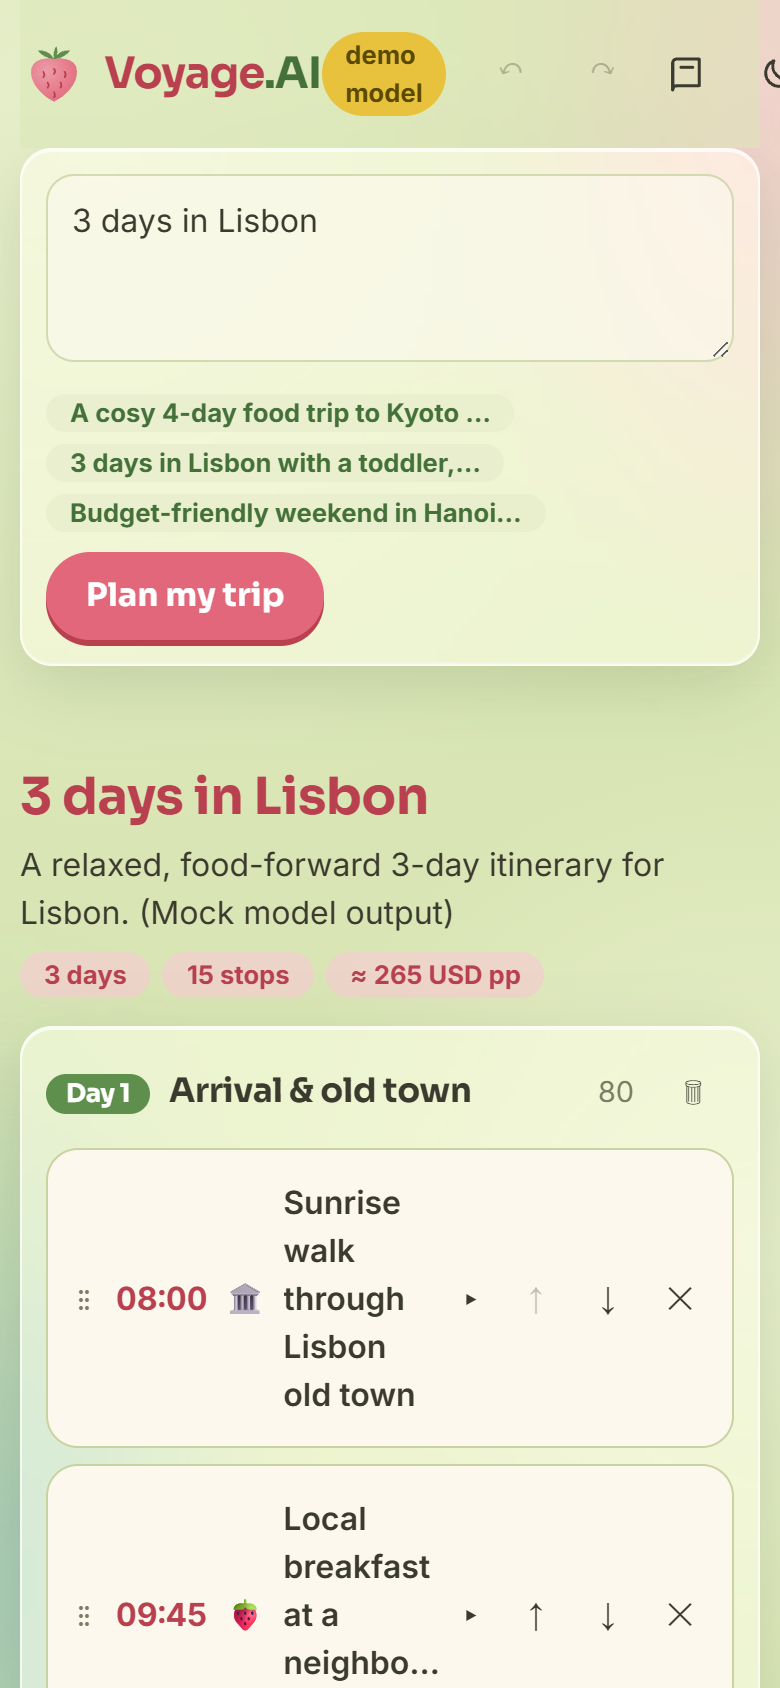 Voyage.AI
demo
model
3 days in Lisbon
A cosy 4-day food trip to Kyoto ...
3 days in Lisbon with a toddler,...
Budget-friendly weekend in Hanoi...
Plan my trip
3 days in Lisbon
A relaxed, food-forward 3-day itinerary for
Lisbon. (Mock model output)
3 days
15 stops
≈ 265 USD pp
Day 1
Arrival & old town
80
08:00
Sunrise
walk
through
Lisbon
old town
09:45
Local
breakfast
at a
neighbo...